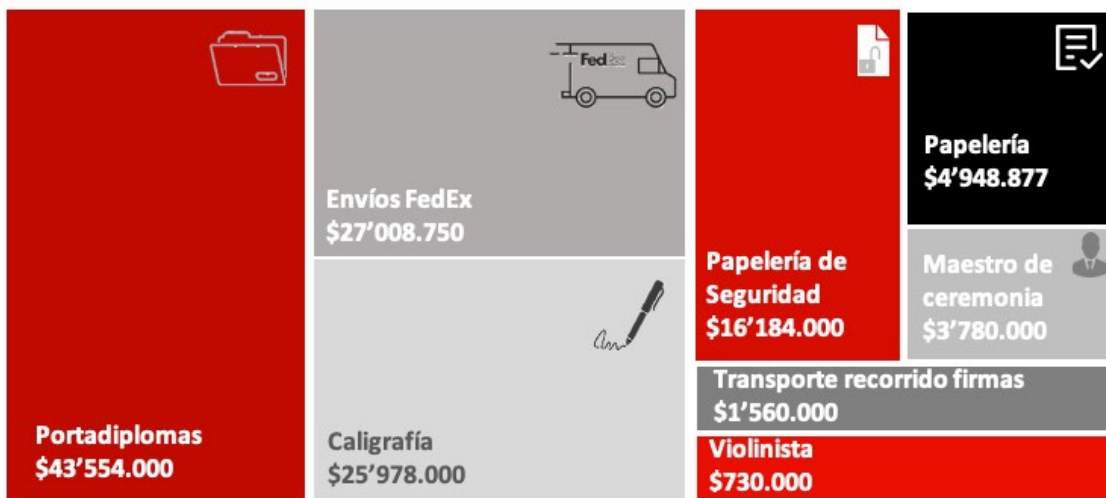 Portadiplomas
$43’554.000
FedEx
Envíos FedEx
$27’008.750
Caligrafía
$25’978.000
Papelería de
Seguridad
$16’184.000
Papelería
$4’948.877
Maestro de
ceremonia
$3’780.000
Transporte recorrido firmas
$1’560.000
Violinista
$730.000